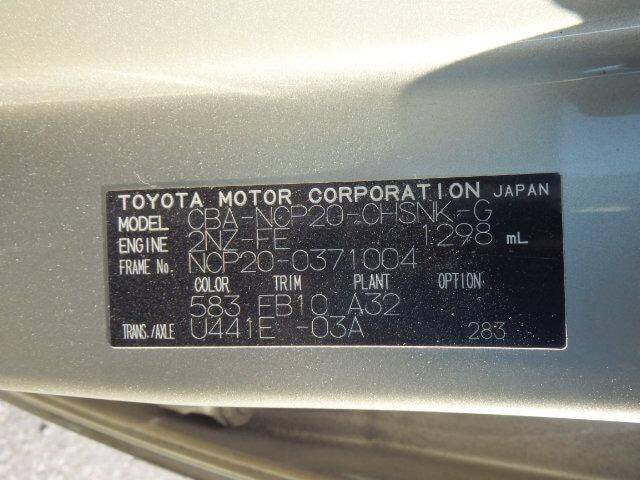 TOYOTA MOTOR CORPORATION JAPAN
MODEL CBA-NCP20-CHSNK-G
ENGINE 2NZ-FE 1298 mL
FRAME No. NCP20-0371004
COLOR TRIM PLANT OPTION
583 FB10 A32
TRANS./AXLE U441E -03A 283